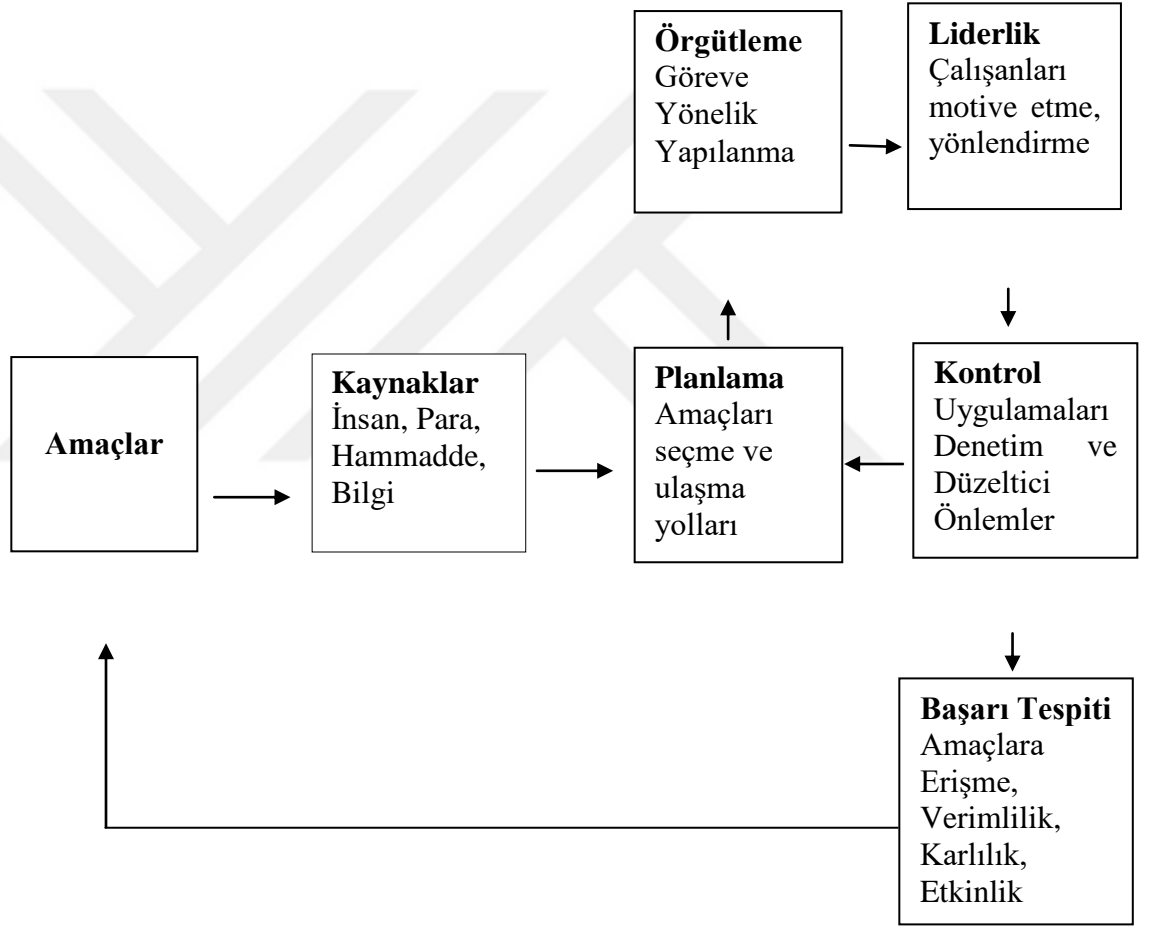 Örgütleme
Göreve
Yönelik
Yapılanma
Liderlik
Çalışanları
motive etme,
yönlendirme
Amaçlar
Kaynaklar
İnsan, Para,
Hammadde,
Bilgi
Planlama
Amaçları
seçme ve
ulaşma
yolları
Kontrol
Uygulamaları
Denetim ve
Düzeltici
Önlemler
Başarı Tespiti
Amaçlara
Erişme,
Verimlilik,
Karlılık,
Etkinlik